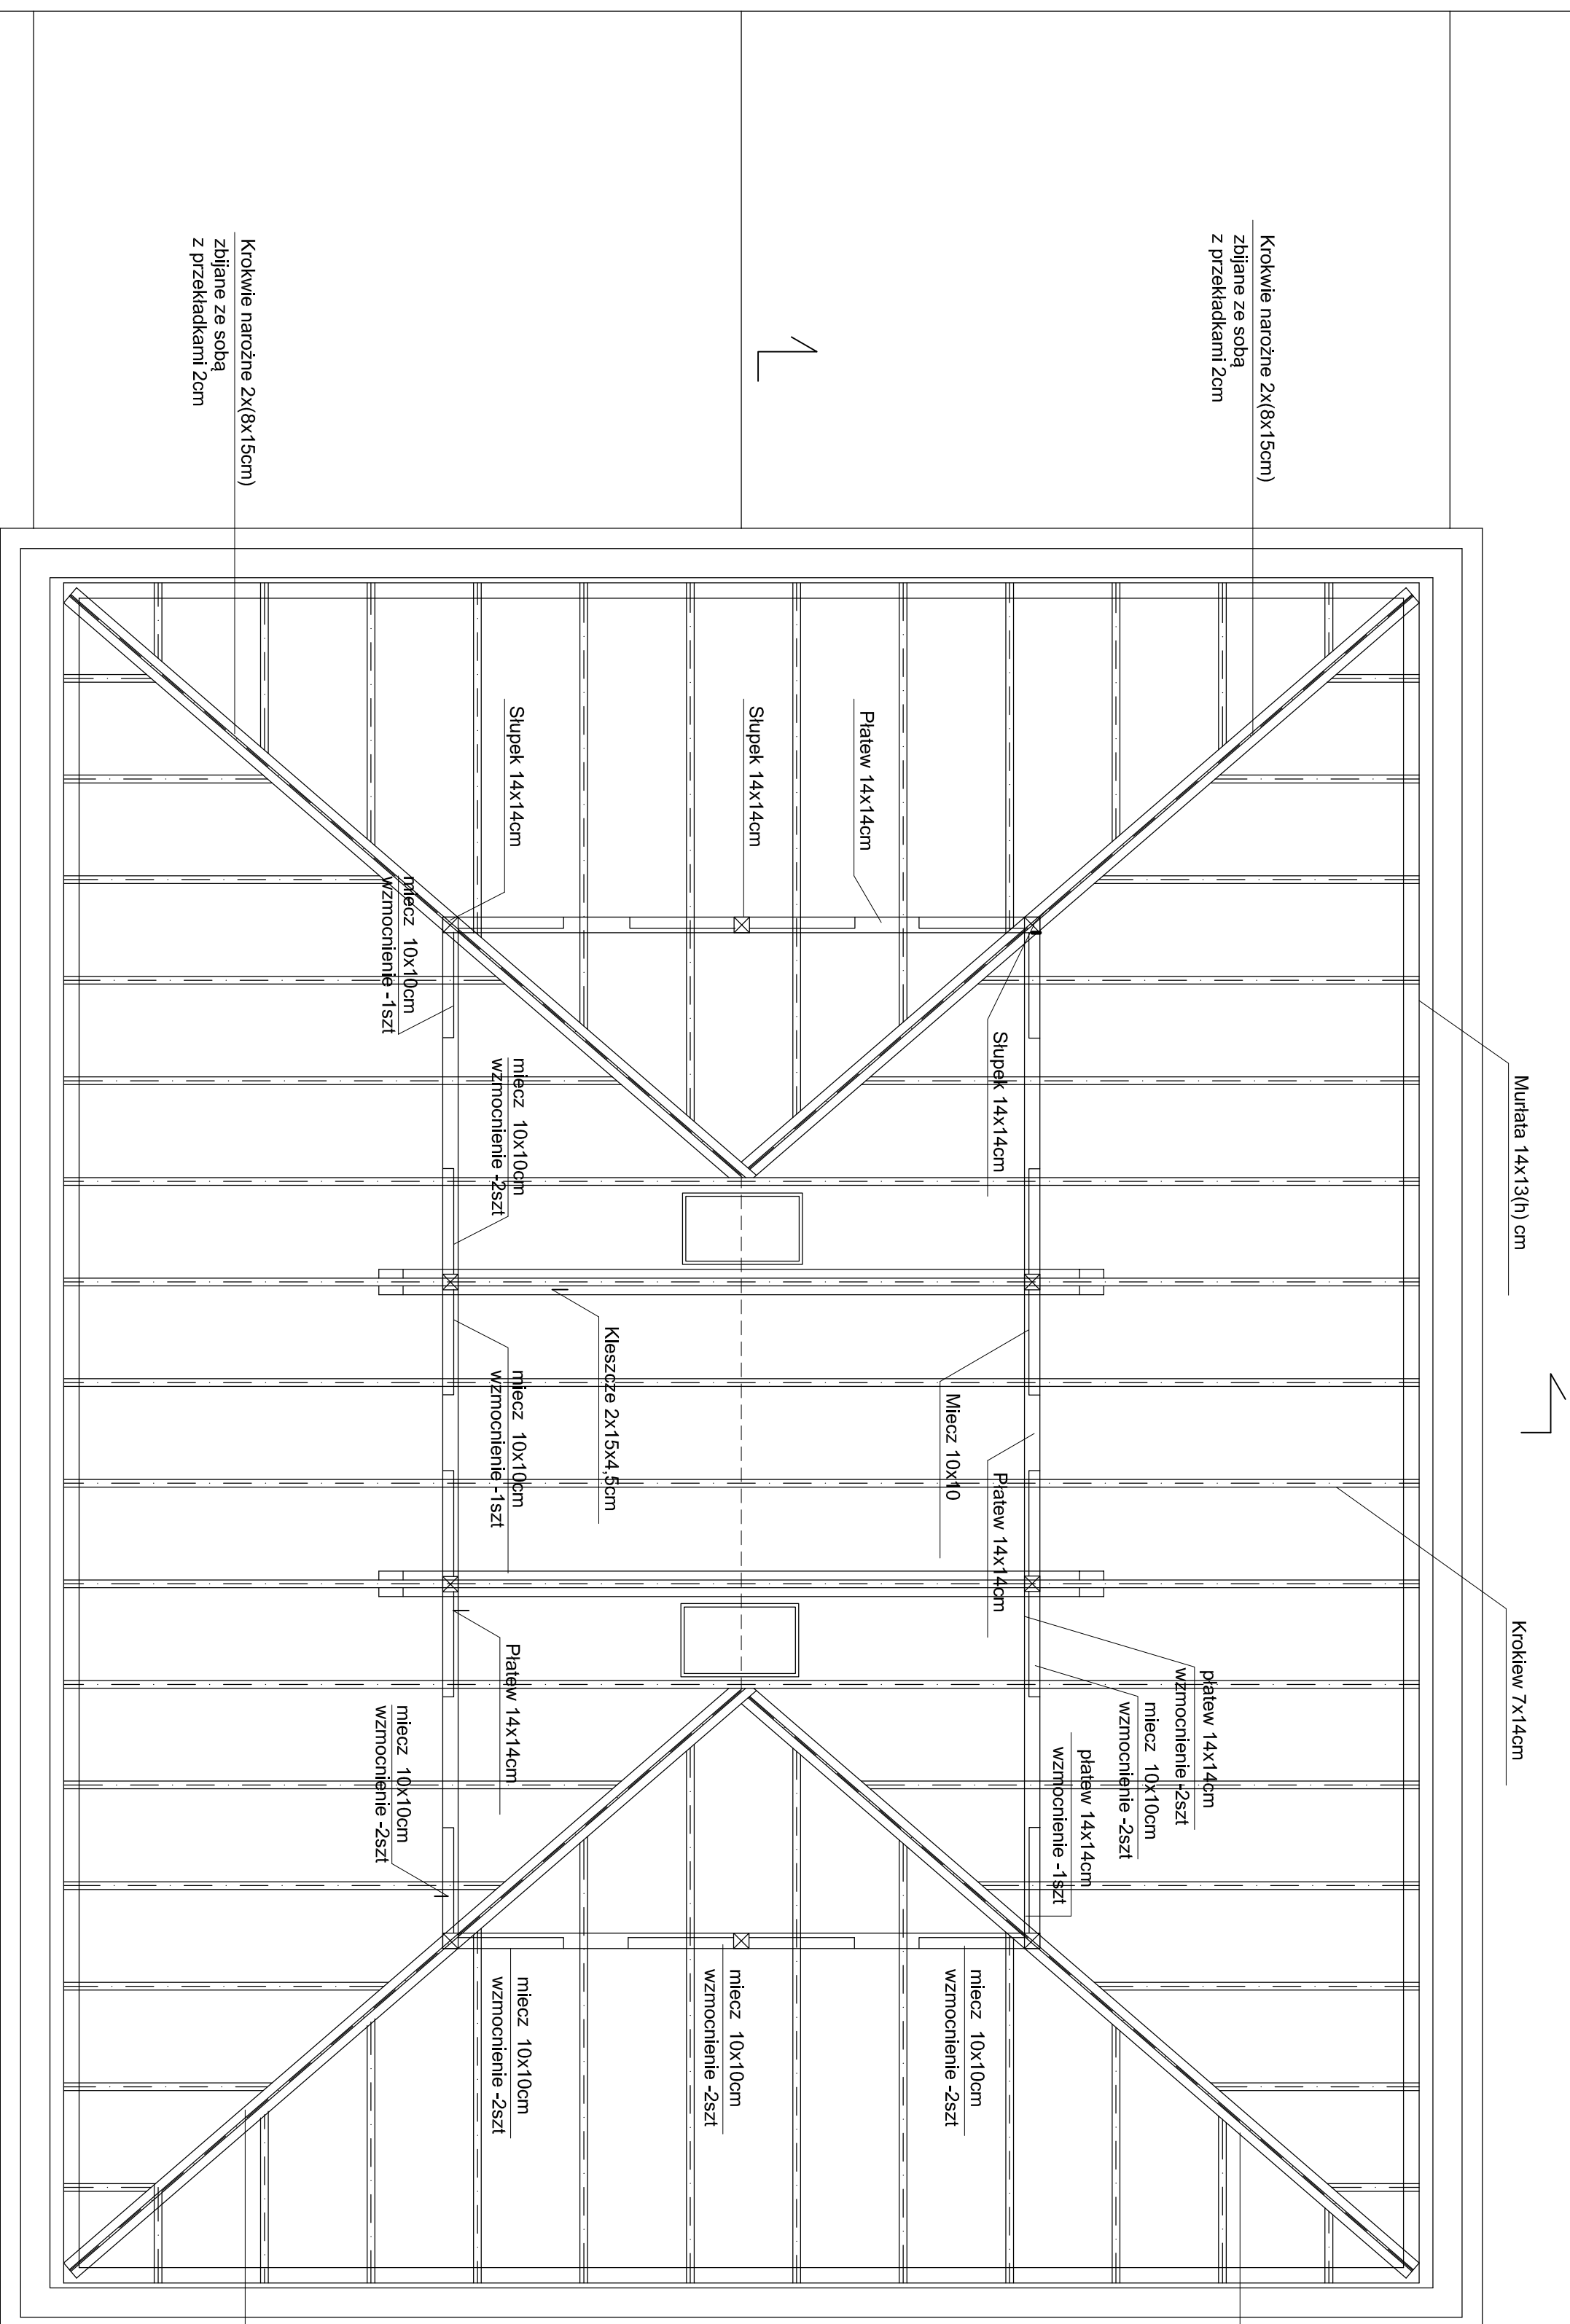 Krokwie narożne 2x(8x15cm)
zbijane ze sobą
z przekładkami 2cm
Krokwie narożne 2x(8x15cm)
zbijane ze sobą
z przekładkami 2cm
Murłata 14x13(h) cm
Krokiew 7x14cm
Płatew 14x14cm
Słupek 14x14cm
Słupek 14x14cm
Słupek 14x14cm
miecz 10x10cm
wzmocnienie -1szt
miecz 10x10cm
wzmocnienie -2szt
Kleszcze 2x15x4,5cm
miecz 10x10cm
wzmocnienie -1szt
Miecz 10x10
Płatew 14x14cm
płatew 14x14cm
wzmocnienie -2szt
miecz 10x10cm
wzmocnienie -2szt
płatew 14x14cm
wzmocnienie -1szt
Płatew 14x14cm
miecz 10x10cm
wzmocnienie -2szt
miecz 10x10cm
wzmocnienie -2szt
miecz 10x10cm
wzmocnienie -2szt
miecz 10x10cm
wzmocnienie -2szt